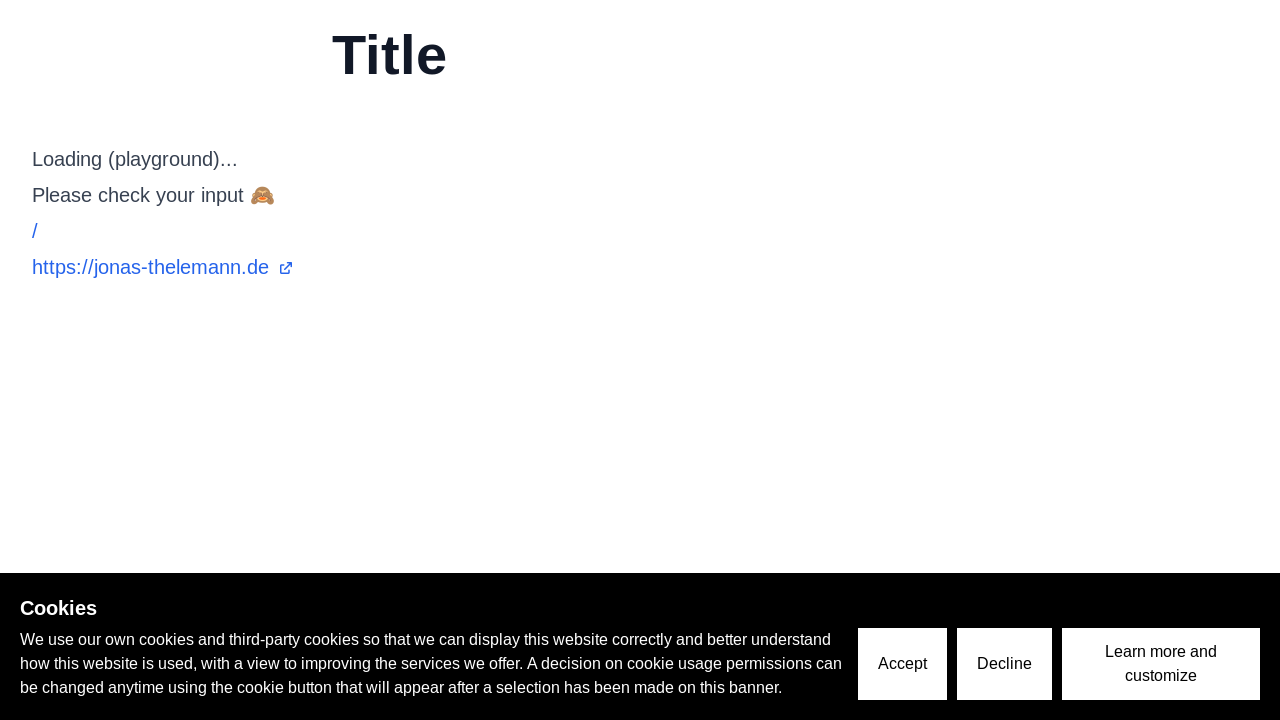 Title
Loading (playground)…
Please check your input 🙈
/
https://jonas-thelemann.de
Cookies
We use our own cookies and third-party cookies so that we can display this website correctly and better understand
how this website is used, with a view to improving the services we offer. A decision on cookie usage permissions can
be changed anytime using the cookie button that will appear after a selection has been made on this banner.
Accept
Decline
Learn more and
customize